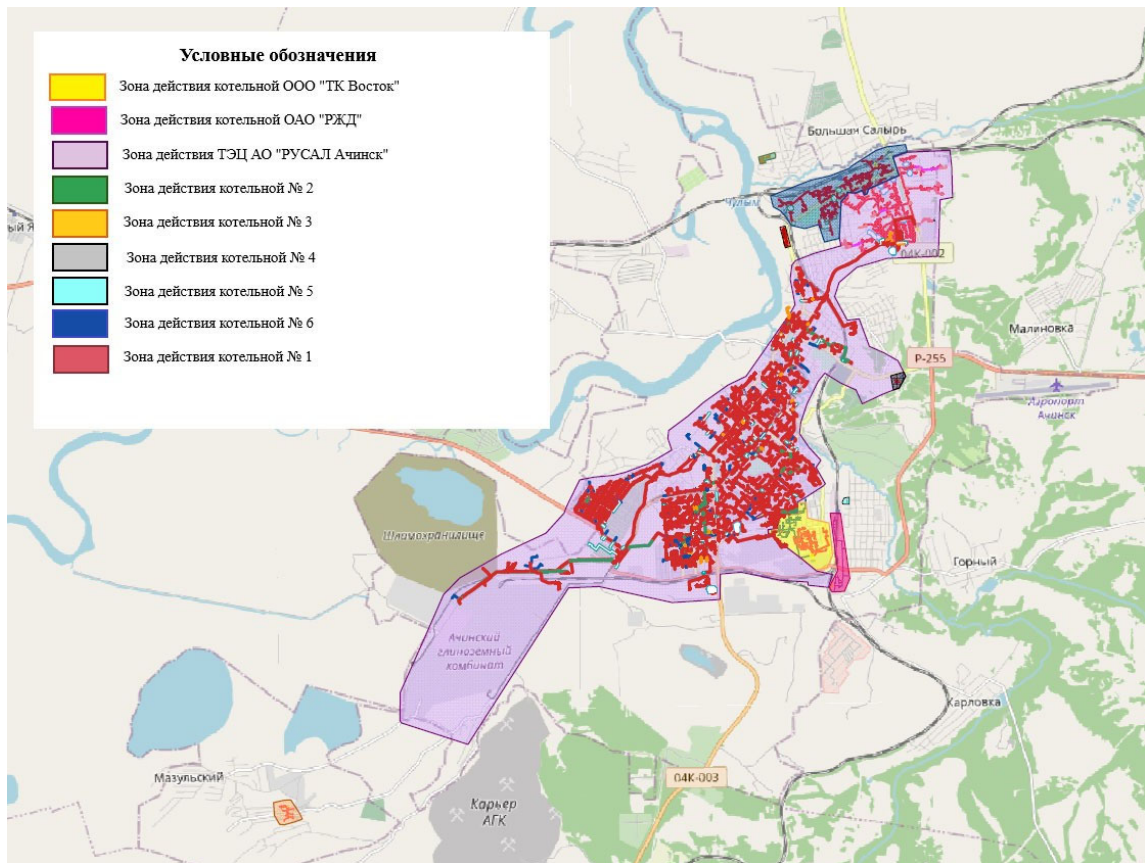 Условные обозначения
Зона действия котельной ООО "ТК Восток"
Зона действия котельной ОАО "РЖД"
Зона действия ТЭЦ АО "РУСАЛ Ачинск"
Зона действия котельной № 2
Зона действия котельной № 3
Зона действия котельной № 4
Зона действия котельной № 5
Зона действия котельной № 6
Зона действия котельной № 1
Большая Салырь
Чулым
04К-002
Малиновка
Р-255
Аэропорт
Ачинск
Шламохранилище
Горный
Ачинский
глиноземный
комбинат
Карловка
Мазульский
04К-003
Карьер
АГК